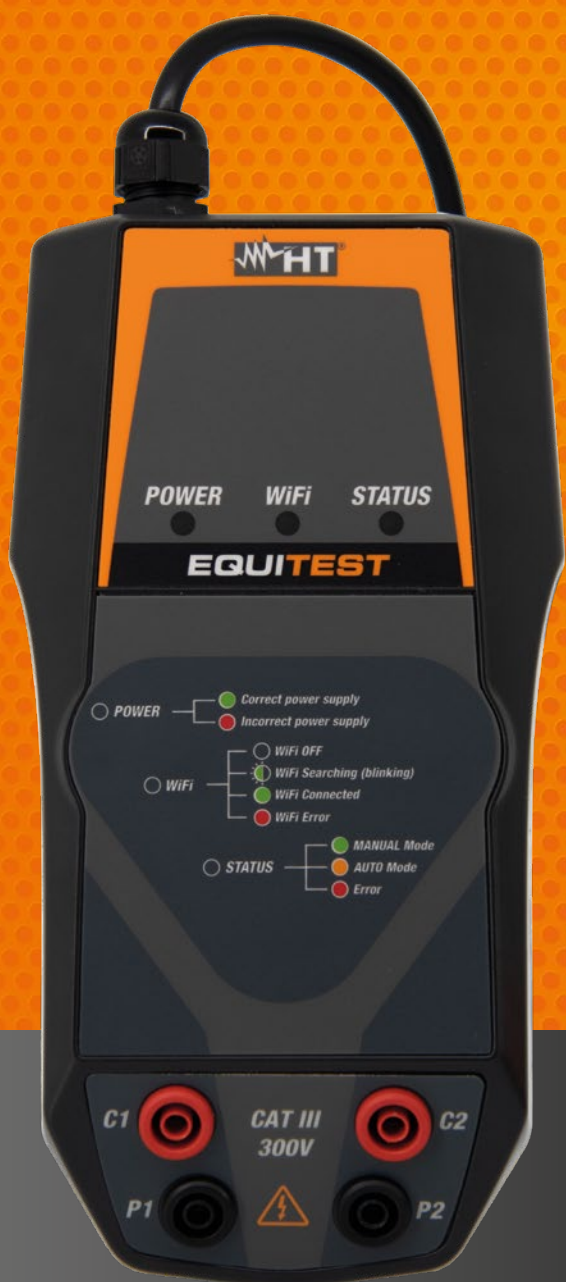 HT®
POWER WiFi STATUS
EQUITEST
POWER
Correct power supply
Incorrect power supply
WiFi
WiFi OFF
WiFi Searching (blinking)
WiFi Connected
WiFi Error
STATUS
MANUAL Mode
AUTO Mode
Error
C1 CAT III C2
300V
P1 P2